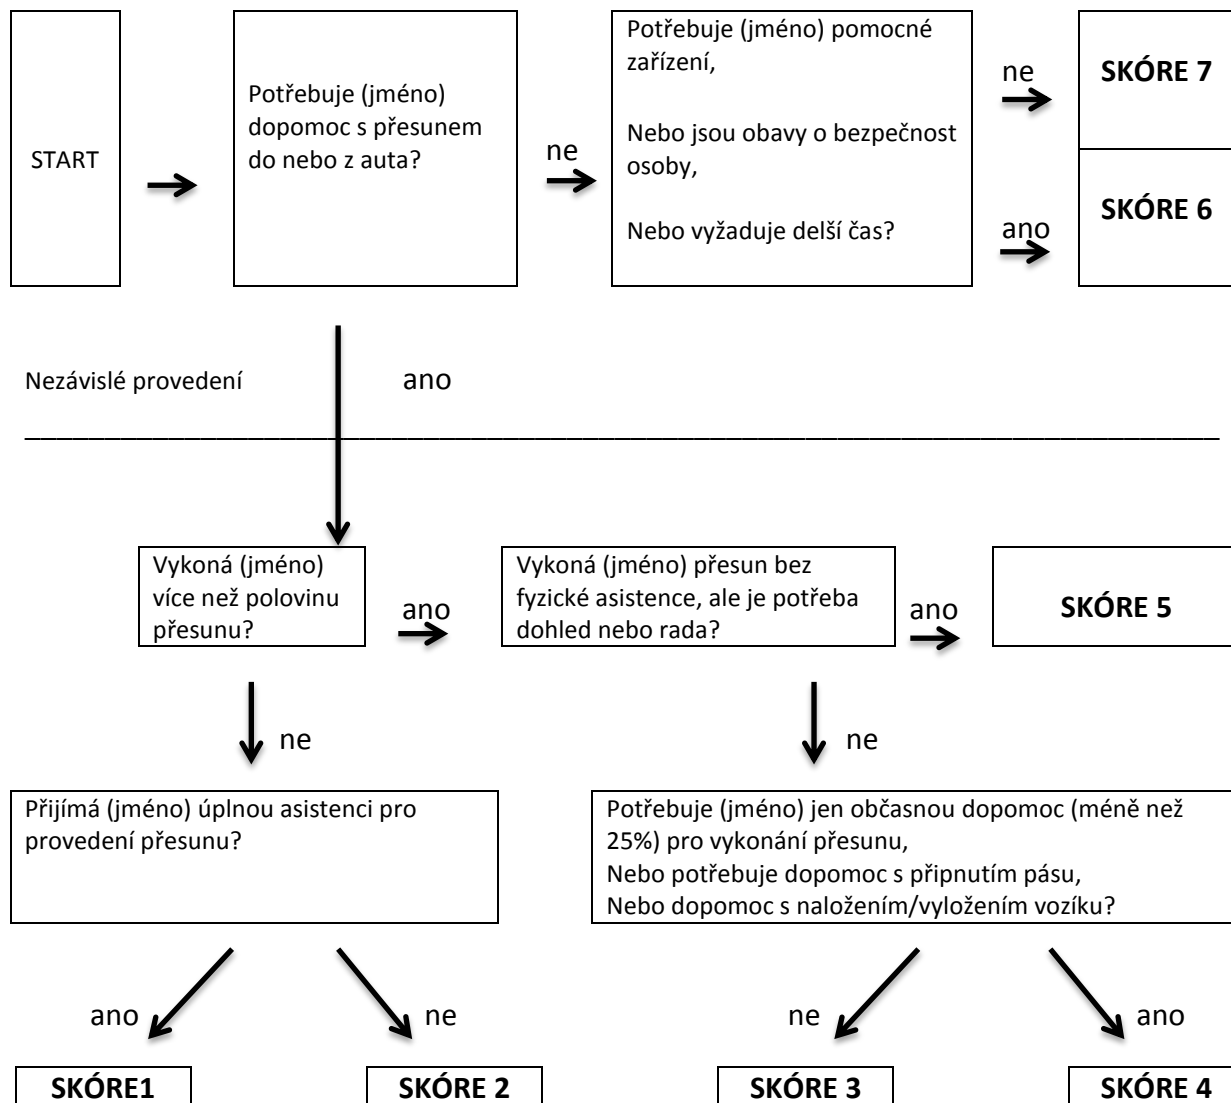 START
Potřebuje (jméno)
dopomoc s přesunem
do nebo z auta?
ne
Potřebuje (jméno) pomocné
zařízení,
Nebo jsou obavy o bezpečnost
osoby,
Nebo vyžaduje delší čas?
ne
SKÓRE 7
ano
SKÓRE 6
Nezávislé provedení
ano
Vykoná (jméno)
více než polovinu
přesunu?
ano
Vykoná (jméno) přesun bez
fyzické asistence, ale je potřeba
dohled nebo rada?
ano
SKÓRE 5
ne
ne
Přijímá (jméno) úplnou asistenci pro
provedení přesunu?
Potřebuje (jméno) jen občasnou dopomoc (méně než
25%) pro vykonání přesunu,
Nebo potřebuje dopomoc s připnutím pásu,
Nebo dopomoc s naložením/vyložením vozíku?
ano
ne
ne
ano
SKÓRE1
SKÓRE 2
SKÓRE 3
SKÓRE 4